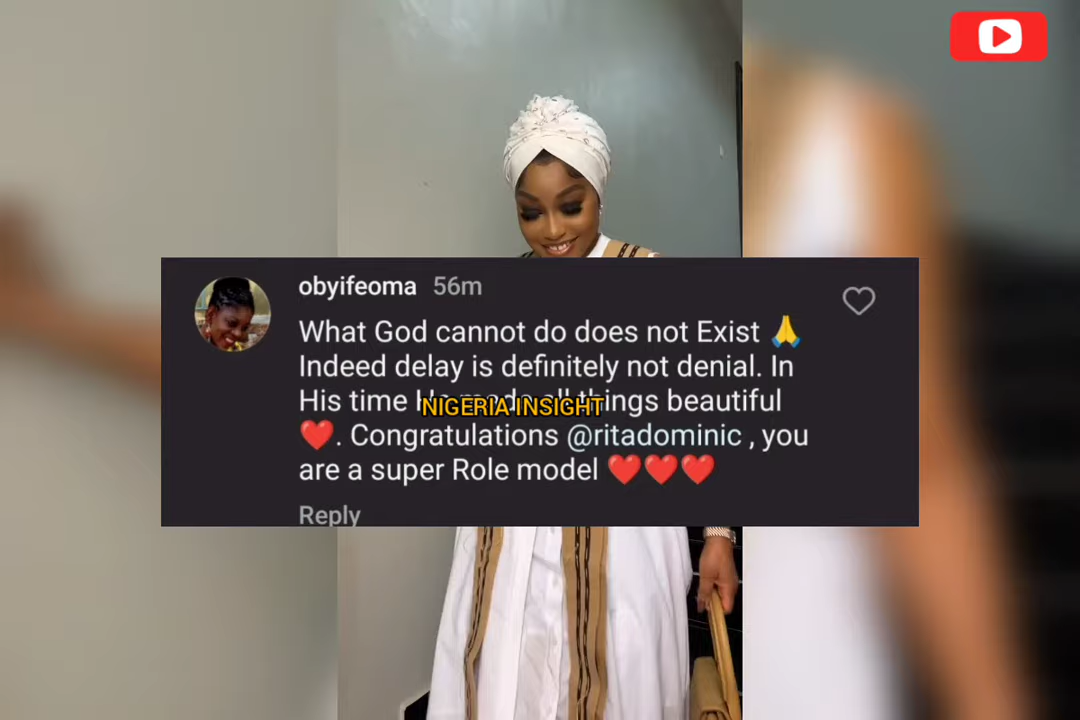 obyifeoma 56m
What God cannot do does not Exist 🙏
Indeed delay is definitely not denial. In
His time things beautiful
NIGERIA INSIGHT
❤️. Congratulations @ritadominic , you
are a super Role model ❤️❤️❤️
Reply